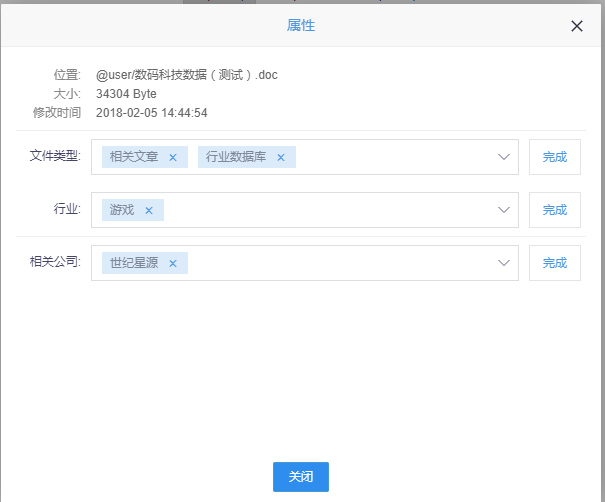 属性
位置: @user/数码科技数据（测试）.doc
大小: 34304 Byte
修改时间 2018-02-05 14:44:54
文件类型: 相关文章 × 行业数据库 × 完成
行业: 游戏 × 完成
相关公司: 世纪星源 × 完成
关闭